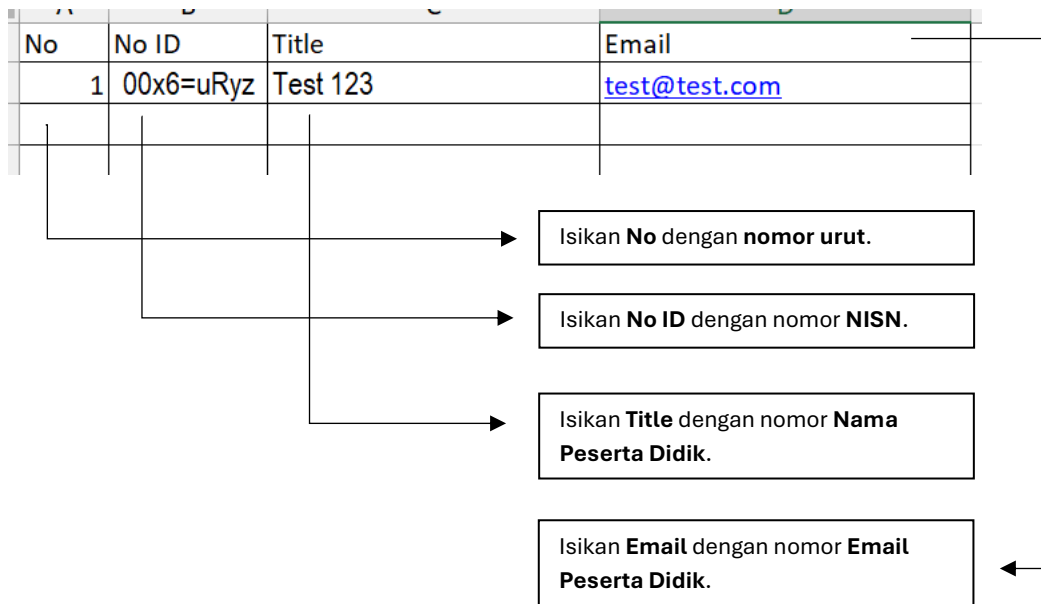 No No ID Title Email
1 00x6=uRyz Test 123 test@test.com
Isikan No dengan nomor urut.
Isikan No ID dengan nomor NISN.
Isikan Title dengan nomor Nama
Peserta Didik.
Isikan Email dengan nomor Email
Peserta Didik.